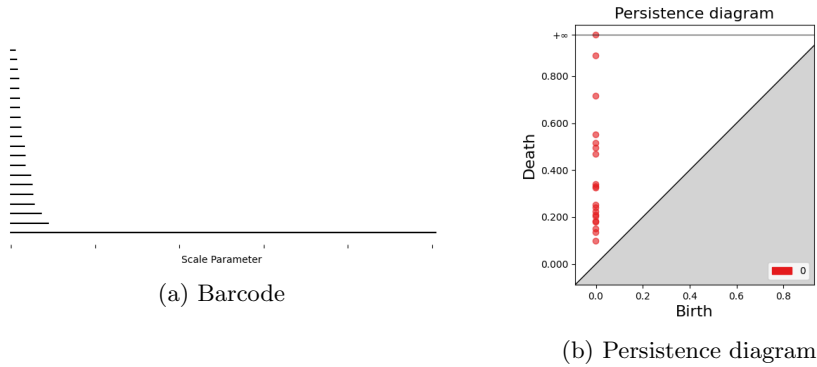 Scale Parameter
(a) Barcode
Persistence diagram
+∞
0.800
0.600
0.400
0.200
0.000
Death
0.0 0.2 0.4 0.6 0.8
Birth
0
(b) Persistence diagram